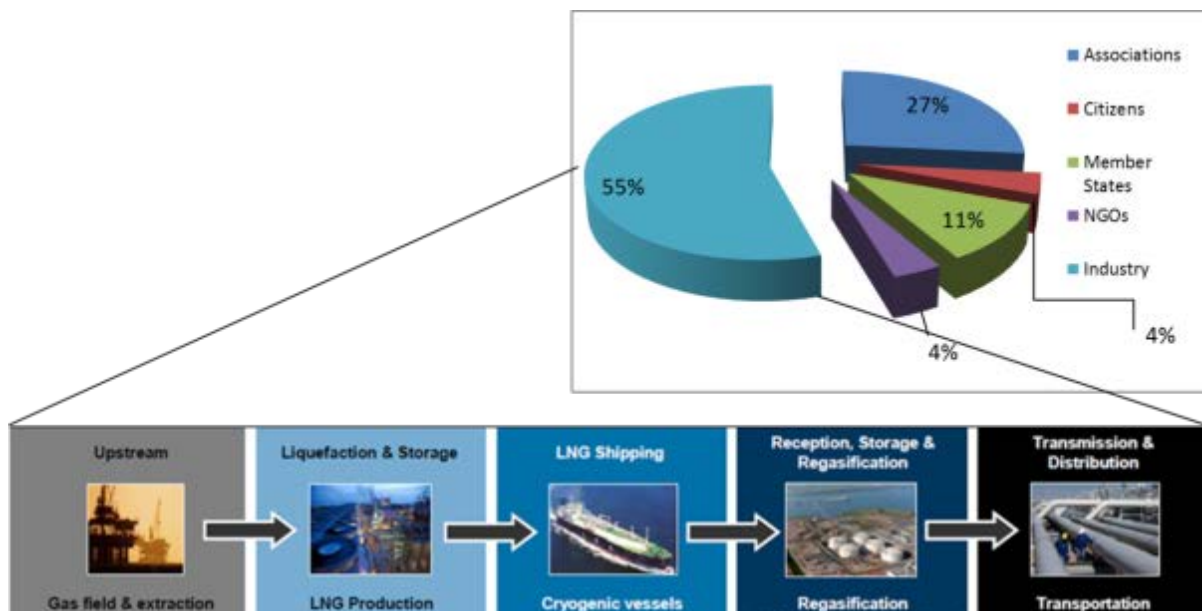 Associations
27%
Citizens
Member
States
55%
11%
NGOs
Industry
4%
4%
Upstream
Gas field & extraction
Liquefaction & Storage
LNG Production
LNG Shipping
Cryogenic vessels
Reception, Storage &
Regasification
Regasification
Transmission &
Distribution
Transportation